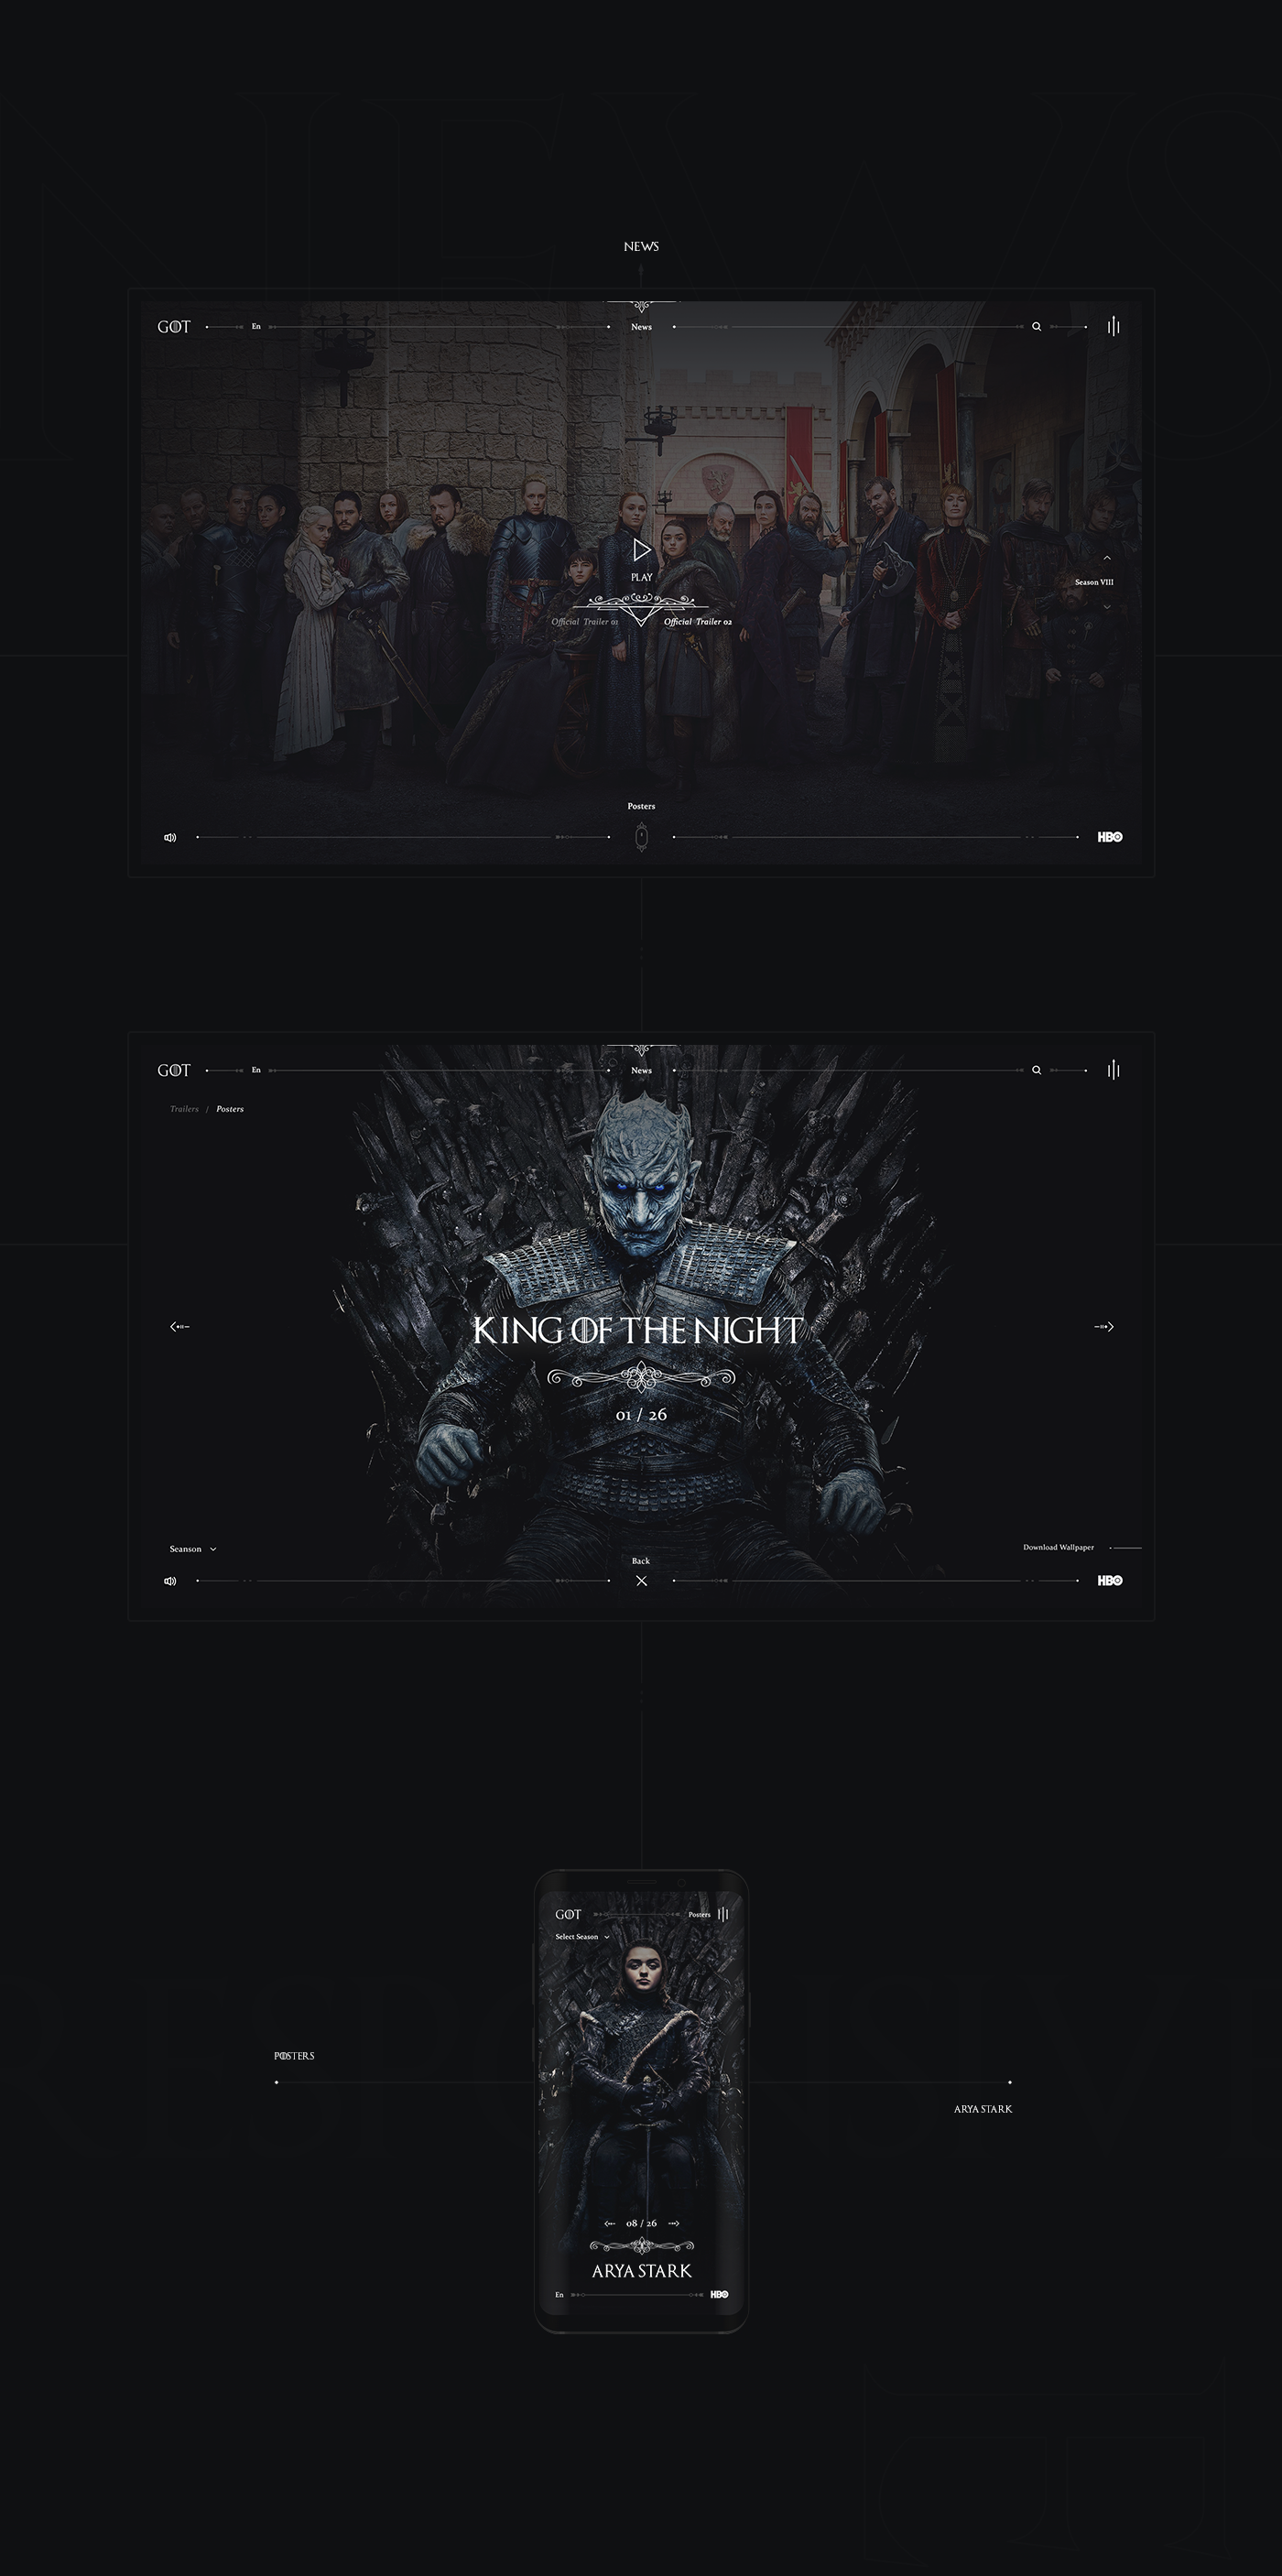 NEWS
NEWS
GOT
En
News
PLAY
Official Trailer 01
Official Trailer 02
Season VIII
Posters
HBO
GOT
En
News
Trailers / Posters
KING OF THE NIGHT
01 / 26
Seanson
Download Wallpaper
Back
HBO
RESPONSIVE
GOT
Posters
Select Season
POSTERS
ARYA STARK
08 / 26
ARYA STARK
En
HBO